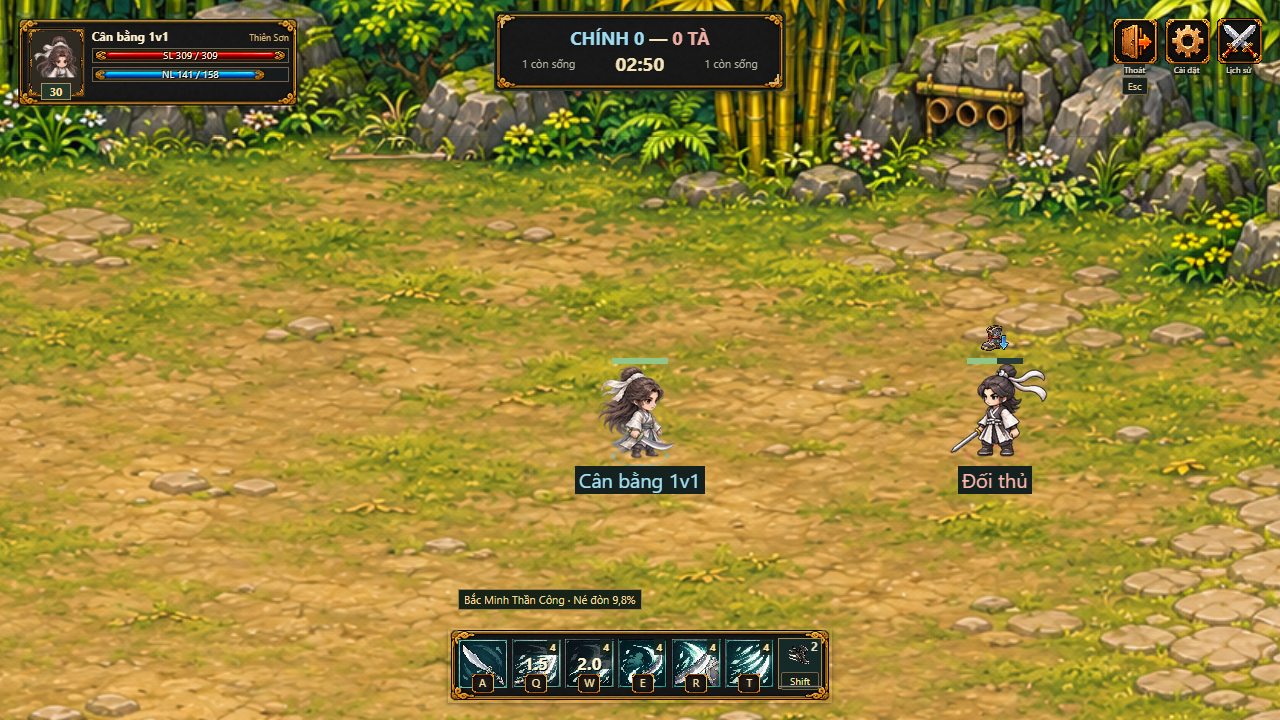 Cân bằng 1v1
Thiên Sơn
SL 309 / 309
NL 141 / 158
30
CHÍNH 0 — 0 TÀ
1 còn sống
02:50
1 còn sống
Thoát
Cài đặt
Lịch sử
Esc
Cân bằng 1v1
Đối thủ
Bắc Minh Thần Công · Né đòn 9,8%
A
4
1.5
Q
4
2.0
W
4
E
4
R
4
T
2
Shift